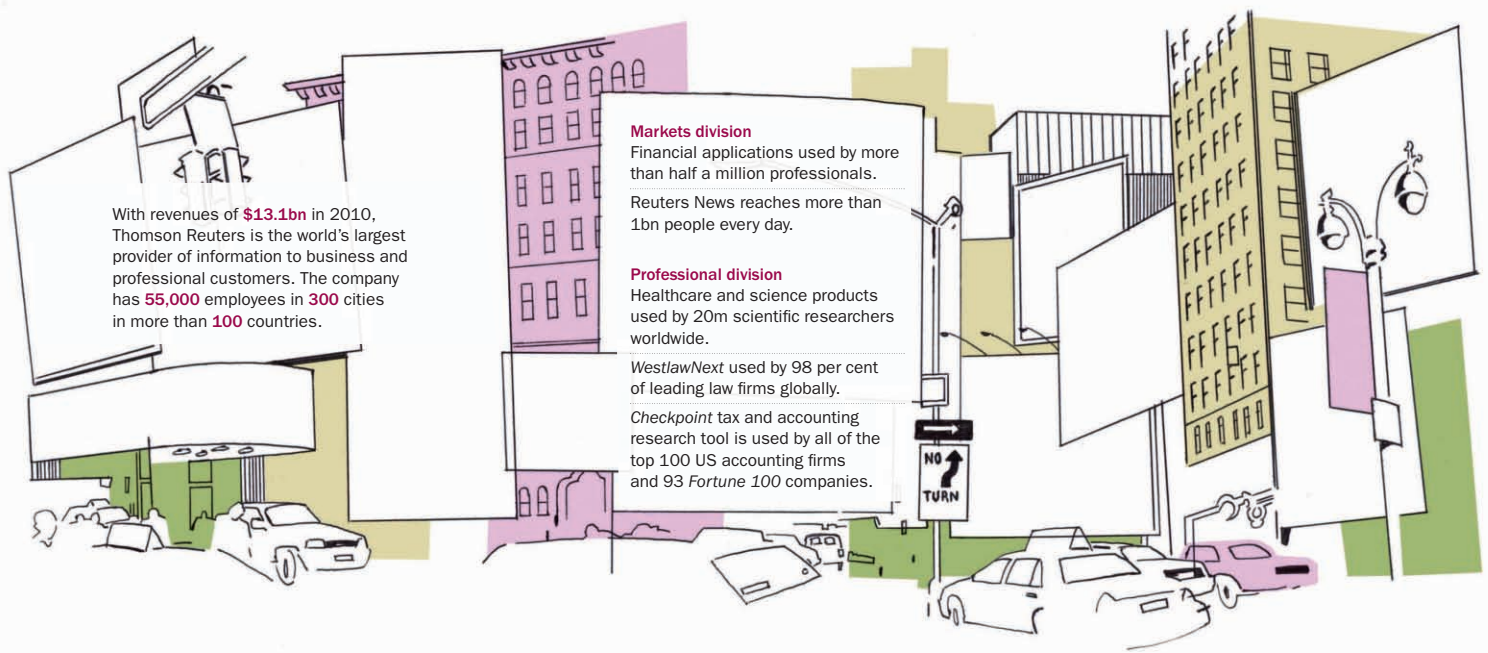 With revenues of $13.1bn in 2010,
Thomson Reuters is the world's largest
provider of information to business and
professional customers. The company
has 55,000 employees in 300 cities
in more than 100 countries.
Markets division
Financial applications used by more
than half a million professionals.
Reuters News reaches more than
1bn people every day.
Professional division
Healthcare and science products
used by 20m scientific researchers
worldwide.
WestlawNext used by 98 per cent
of leading law firms globally.
Checkpoint tax and accounting
research tool is used by all of the
top 100 US accounting firms
and 93 Fortune 100 companies.
NO
TURN